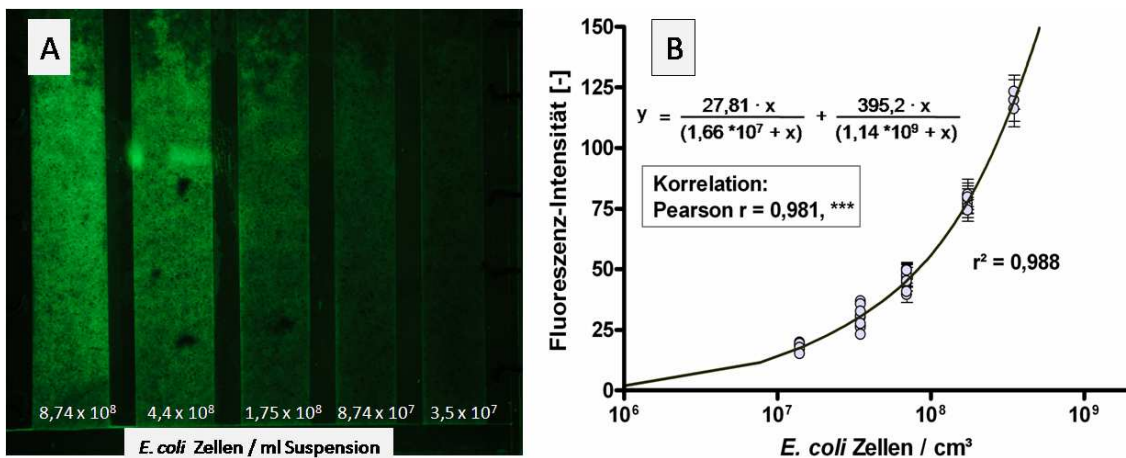 A
8,74 x 10⁸
4,4 x 10⁸
1,75 x 10⁸
8,74 x 10⁷
3,5 x 10⁷
E. coli Zellen / ml Suspension
B
Fluoreszenz-Intensität [-]
150
125
100
75
50
25
0
y = 27,81 · x / (1,66 *10⁷ + x) + 395,2 · x / (1,14 *10⁹ + x)
Korrelation:
Pearson r = 0,981, ***
r² = 0,988
10⁶
10⁷
10⁸
10⁹
E. coli Zellen / cm³